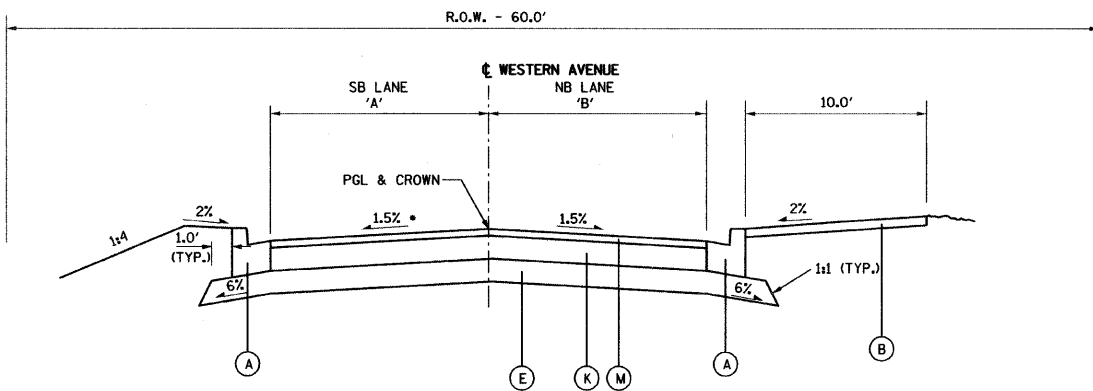 R.O.W. - 60.0'
℄ WESTERN AVENUE
SB LANE
'A'
NB LANE
'B'
10.0'
PGL & CROWN
2%
1.5% *
1.5%
2%
1:4
1.0'
(TYP.)
6%
6%
1:1 (TYP.)
A
E
K
M
A
B